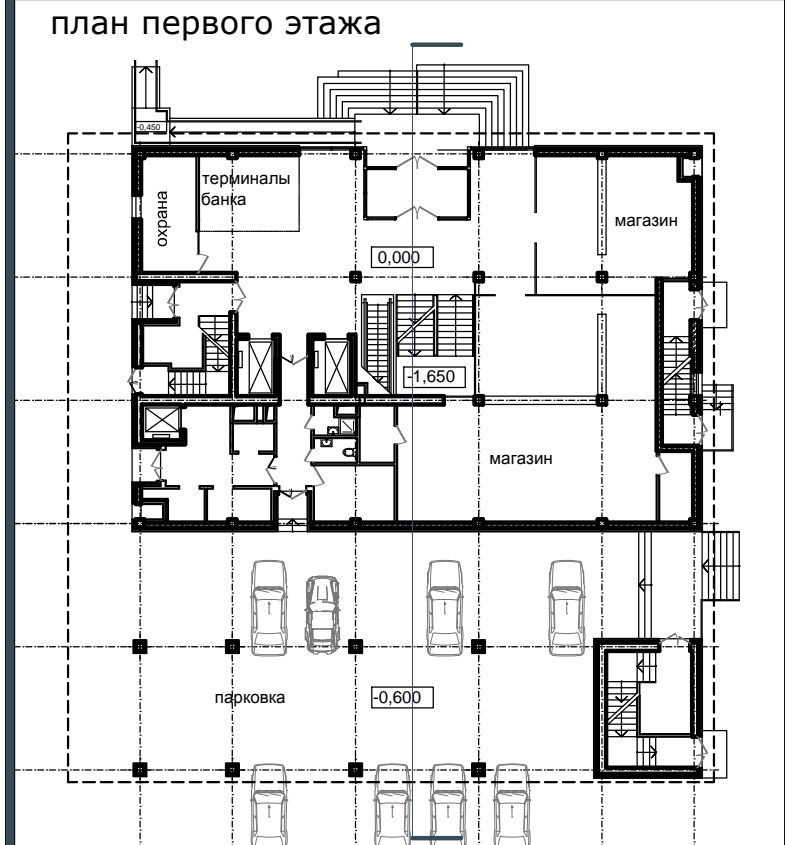 план первого этажа
-0,450
терминалы
банка
охрана
магазин
0,000
-1,650
магазин
парковка
-0,600